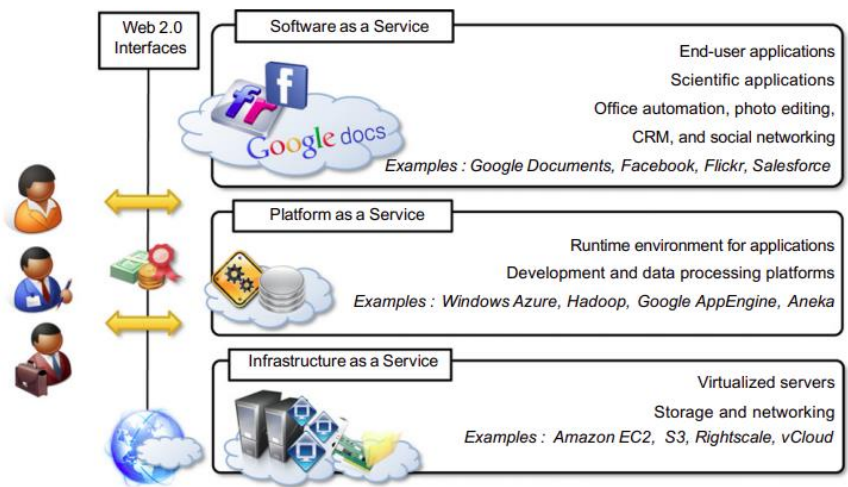 Web 2.0
Interfaces
Software as a Service
End-user applications
Scientific applications
Office automation, photo editing,
CRM, and social networking
Examples : Google Documents, Facebook, Flickr, Salesforce
f
fr
Google docs
Platform as a Service
Runtime environment for applications
Development and data processing platforms
Examples : Windows Azure, Hadoop, Google AppEngine, Aneka
Infrastructure as a Service
Virtualized servers
Storage and networking
Examples : Amazon EC2, S3, Rightscale, vCloud